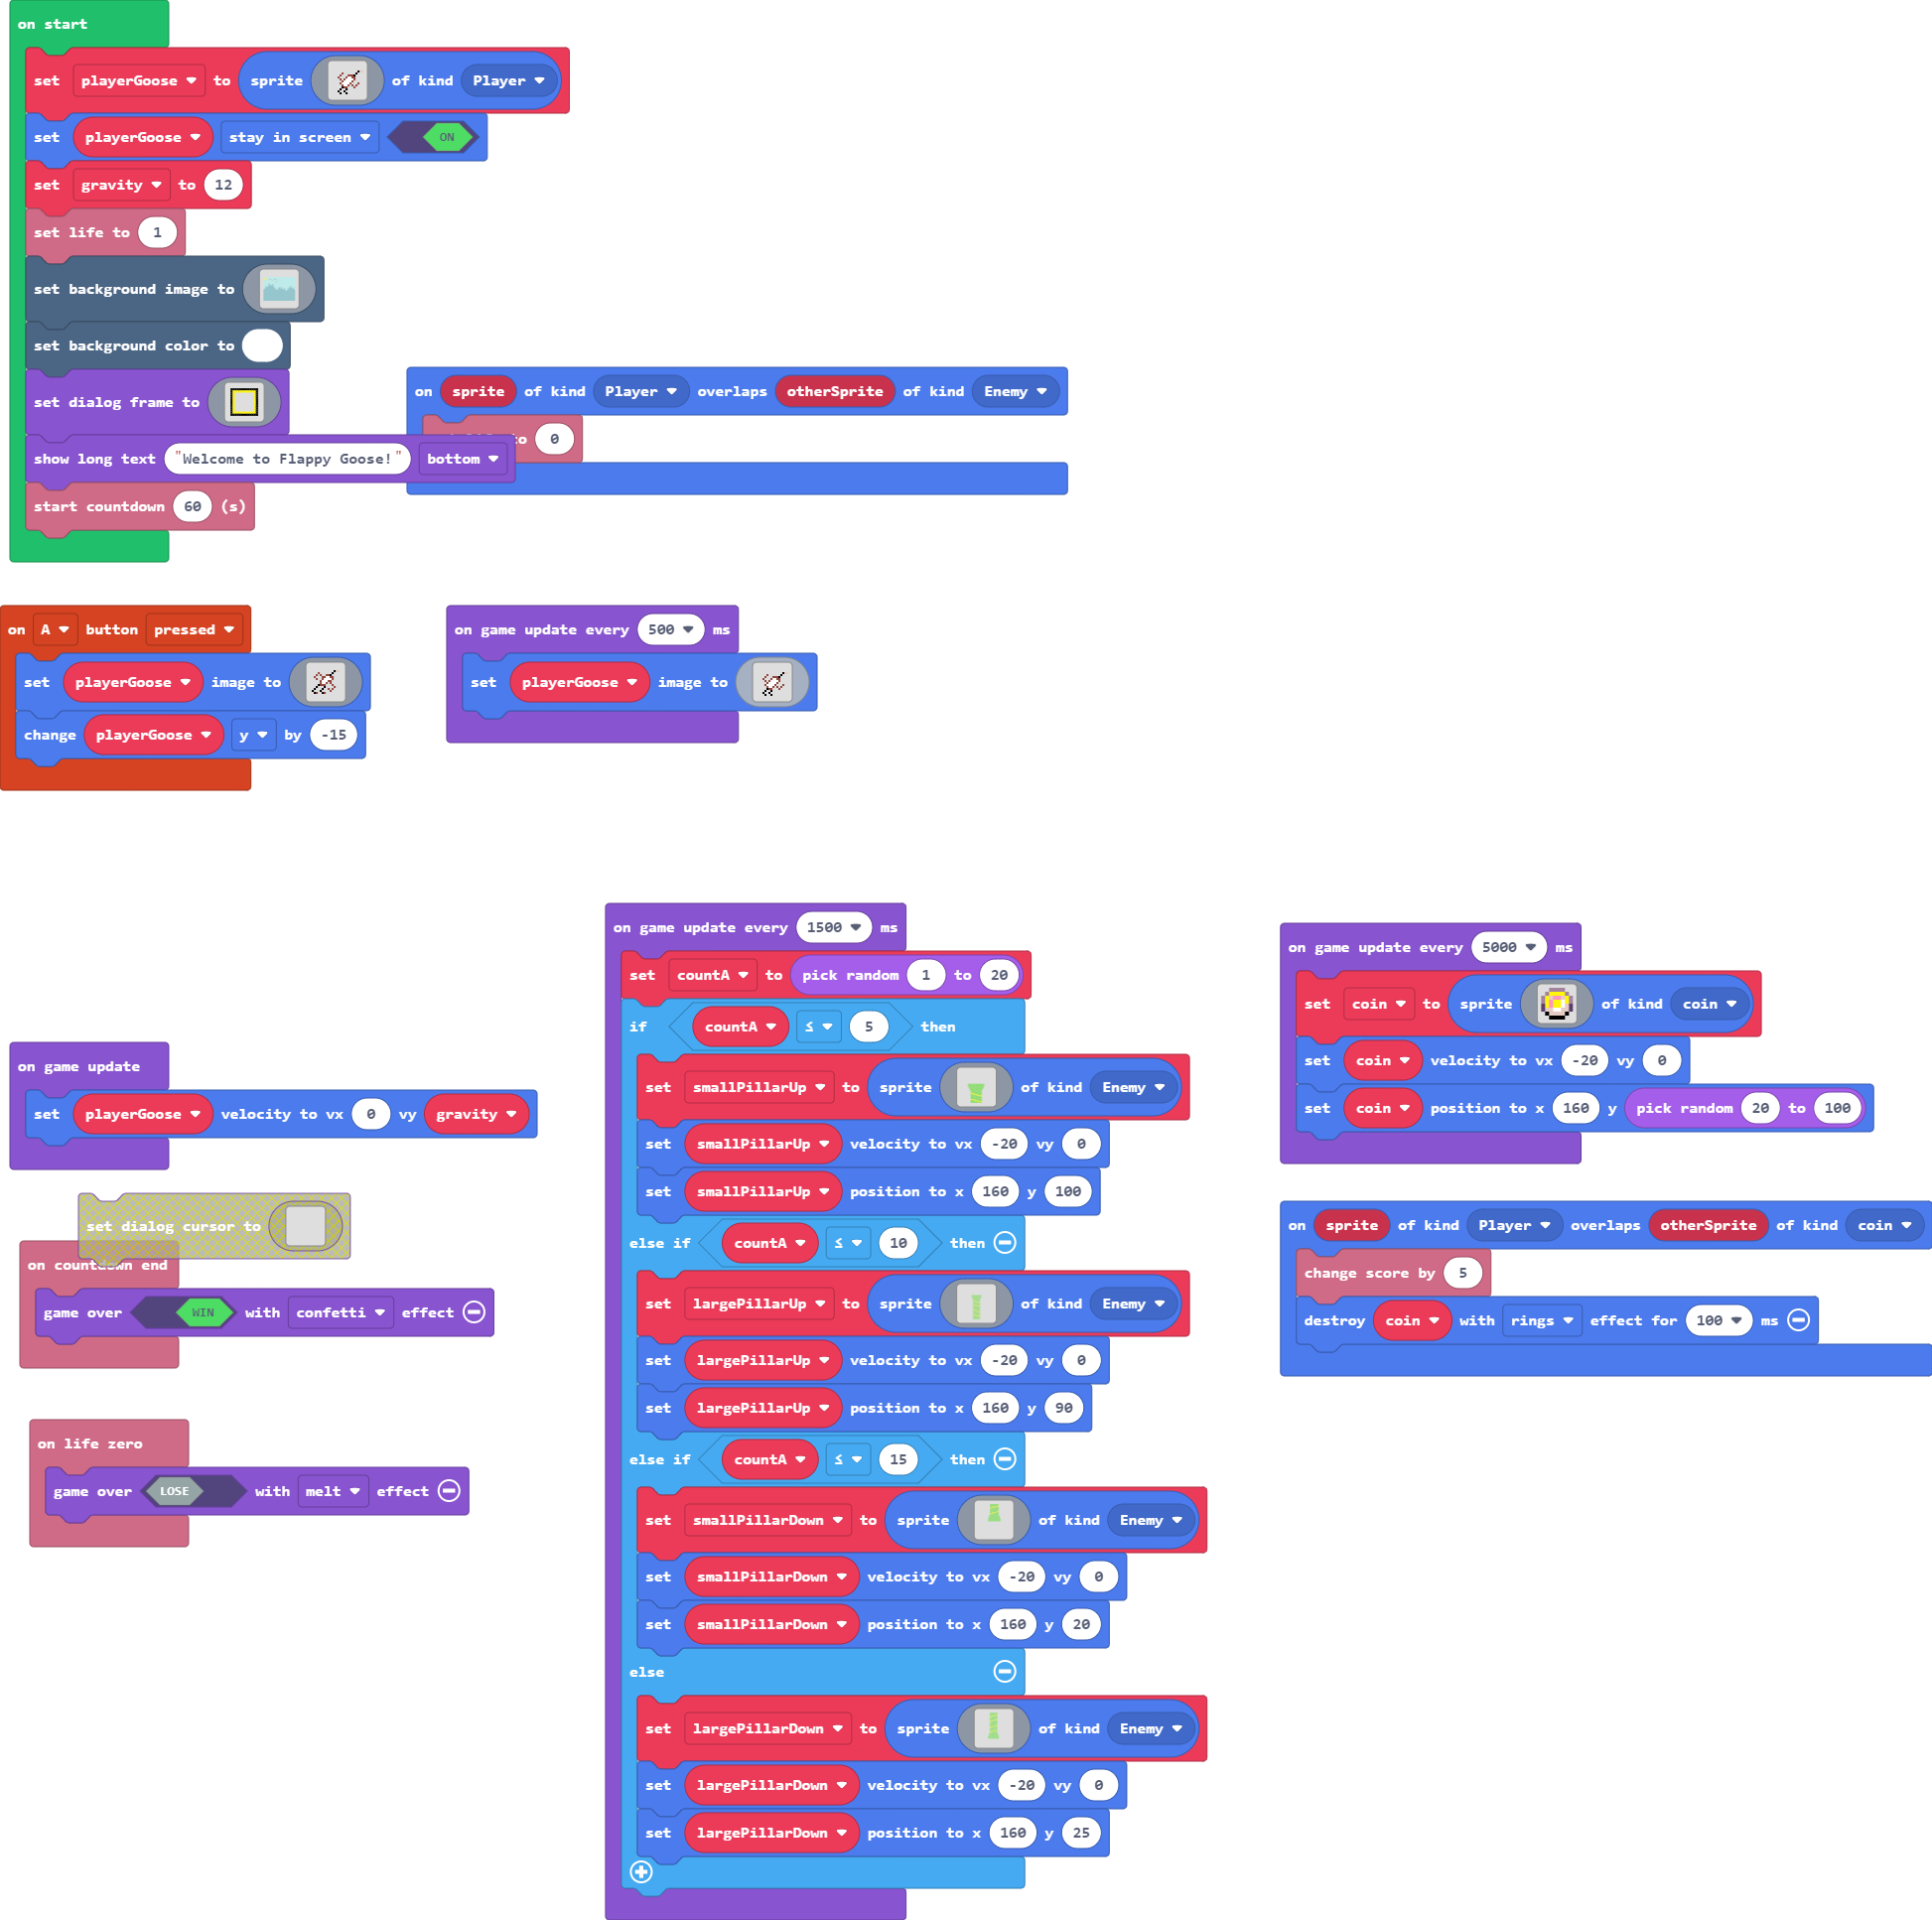 on start
set playerGoose to sprite of kind Player
set playerGoose stay in screen ON
set gravity to 12
set life to 1
set background image to
set background color to
set dialog frame to
show long text "Welcome to Flappy Goose!" bottom
start countdown 60 (s)
on sprite of kind Player overlaps otherSprite of kind Enemy
to 0
on A button pressed
set playerGoose image to
change playerGoose y by -15
on game update every 500 ms
set playerGoose image to
on game update
set playerGoose velocity to vx 0 vy gravity
set dialog cursor to
on countdown end
game over WIN with confetti effect
on life zero
game over LOSE with melt effect
on game update every 1500 ms
set countA to pick random 1 to 20
if countA ≤ 5 then
set smallPillarUp to sprite of kind Enemy
set smallPillarUp velocity to vx -20 vy 0
set smallPillarUp position to x 160 y 100
else if countA ≤ 10 then
set largePillarUp to sprite of kind Enemy
set largePillarUp velocity to vx -20 vy 0
set largePillarUp position to x 160 y 90
else if countA ≤ 15 then
set smallPillarDown to sprite of kind Enemy
set smallPillarDown velocity to vx -20 vy 0
set smallPillarDown position to x 160 y 20
else
set largePillarDown to sprite of kind Enemy
set largePillarDown velocity to vx -20 vy 0
set largePillarDown position to x 160 y 25
on game update every 5000 ms
set coin to sprite of kind coin
set coin velocity to vx -20 vy 0
set coin position to x 160 y pick random 20 to 100
on sprite of kind Player overlaps otherSprite of kind coin
change score by 5
destroy coin with rings effect for 100 ms